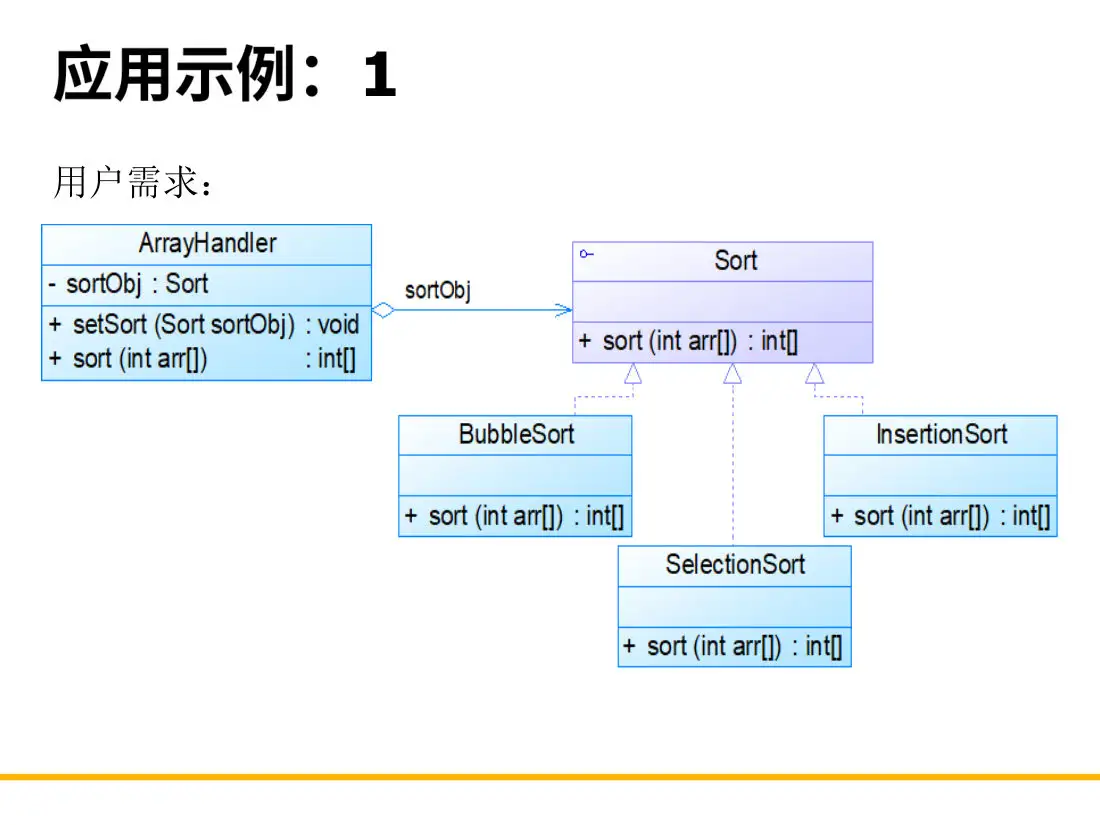 应用示例：1
用户需求：
ArrayHandler
- sortObj : Sort
+ setSort (Sort sortObj) : void
+ sort (int arr[]) : int[]
sortObj
Sort
+ sort (int arr[]) : int[]
BubbleSort
+ sort (int arr[]) : int[]
InsertionSort
+ sort (int arr[]) : int[]
SelectionSort
+ sort (int arr[]) : int[]